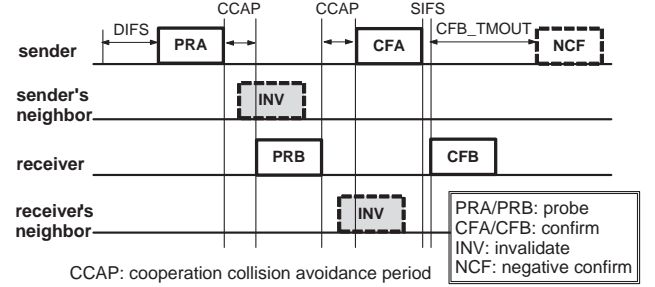 CCAP CCAP SIFS
DIFS CFB_TMOUT
sender PRA CFA NCF
sender's
neighbor INV
receiver PRB CFB
receiver's
neighbor INV
PRA/PRB: probe
CFA/CFB: confirm
INV: invalidate
NCF: negative confirm
CCAP: cooperation collision avoidance period